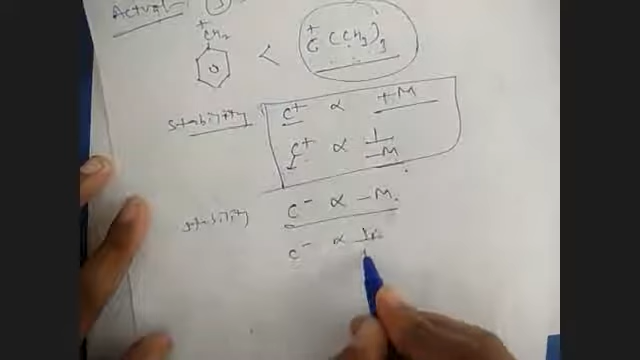 Actual
+CH₂ < +C(CH₃)₃
stability C+ ∝ +M
C+ ∝ 1/-M
stability C- ∝ -M.
C- ∝